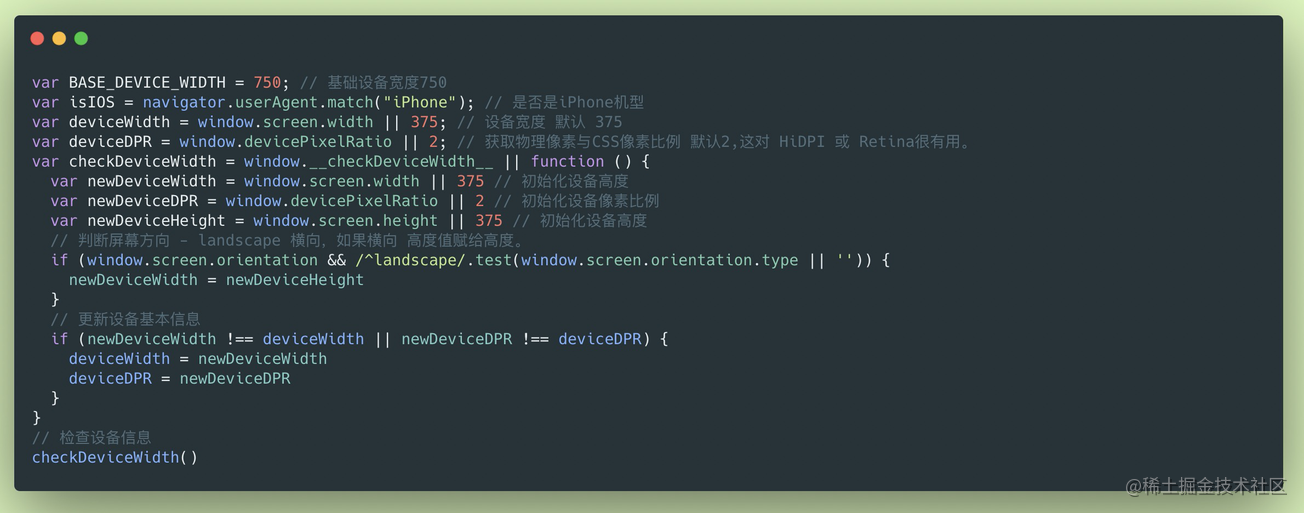 var BASE_DEVICE_WIDTH = 750; // 基础设备宽度750
var isIOS = navigator.userAgent.match("iPhone"); // 是否是iPhone机型
var deviceWidth = window.screen.width || 375; // 设备宽度 默认 375
var deviceDPR = window.devicePixelRatio || 2; // 获取物理像素与CSS像素比例 默认2,这对 HiDPI 或 Retina很有用。
var checkDeviceWidth = window.__checkDeviceWidth__ || function () {
  var newDeviceWidth = window.screen.width || 375 // 初始化设备高度
  var newDeviceDPR = window.devicePixelRatio || 2 // 初始化设备像素比例
  var newDeviceHeight = window.screen.height || 375 // 初始化设备高度
  // 判断屏幕方向 - landscape 横向，如果横向 高度值赋给高度。
  if (window.screen.orientation && /^landscape/.test(window.screen.orientation.type || '')) {
    newDeviceWidth = newDeviceHeight
  }
  // 更新设备基本信息
  if (newDeviceWidth !== deviceWidth || newDeviceDPR !== deviceDPR) {
    deviceWidth = newDeviceWidth
    deviceDPR = newDeviceDPR
  }
}
// 检查设备信息
checkDeviceWidth()
@稀土掘金技术社区